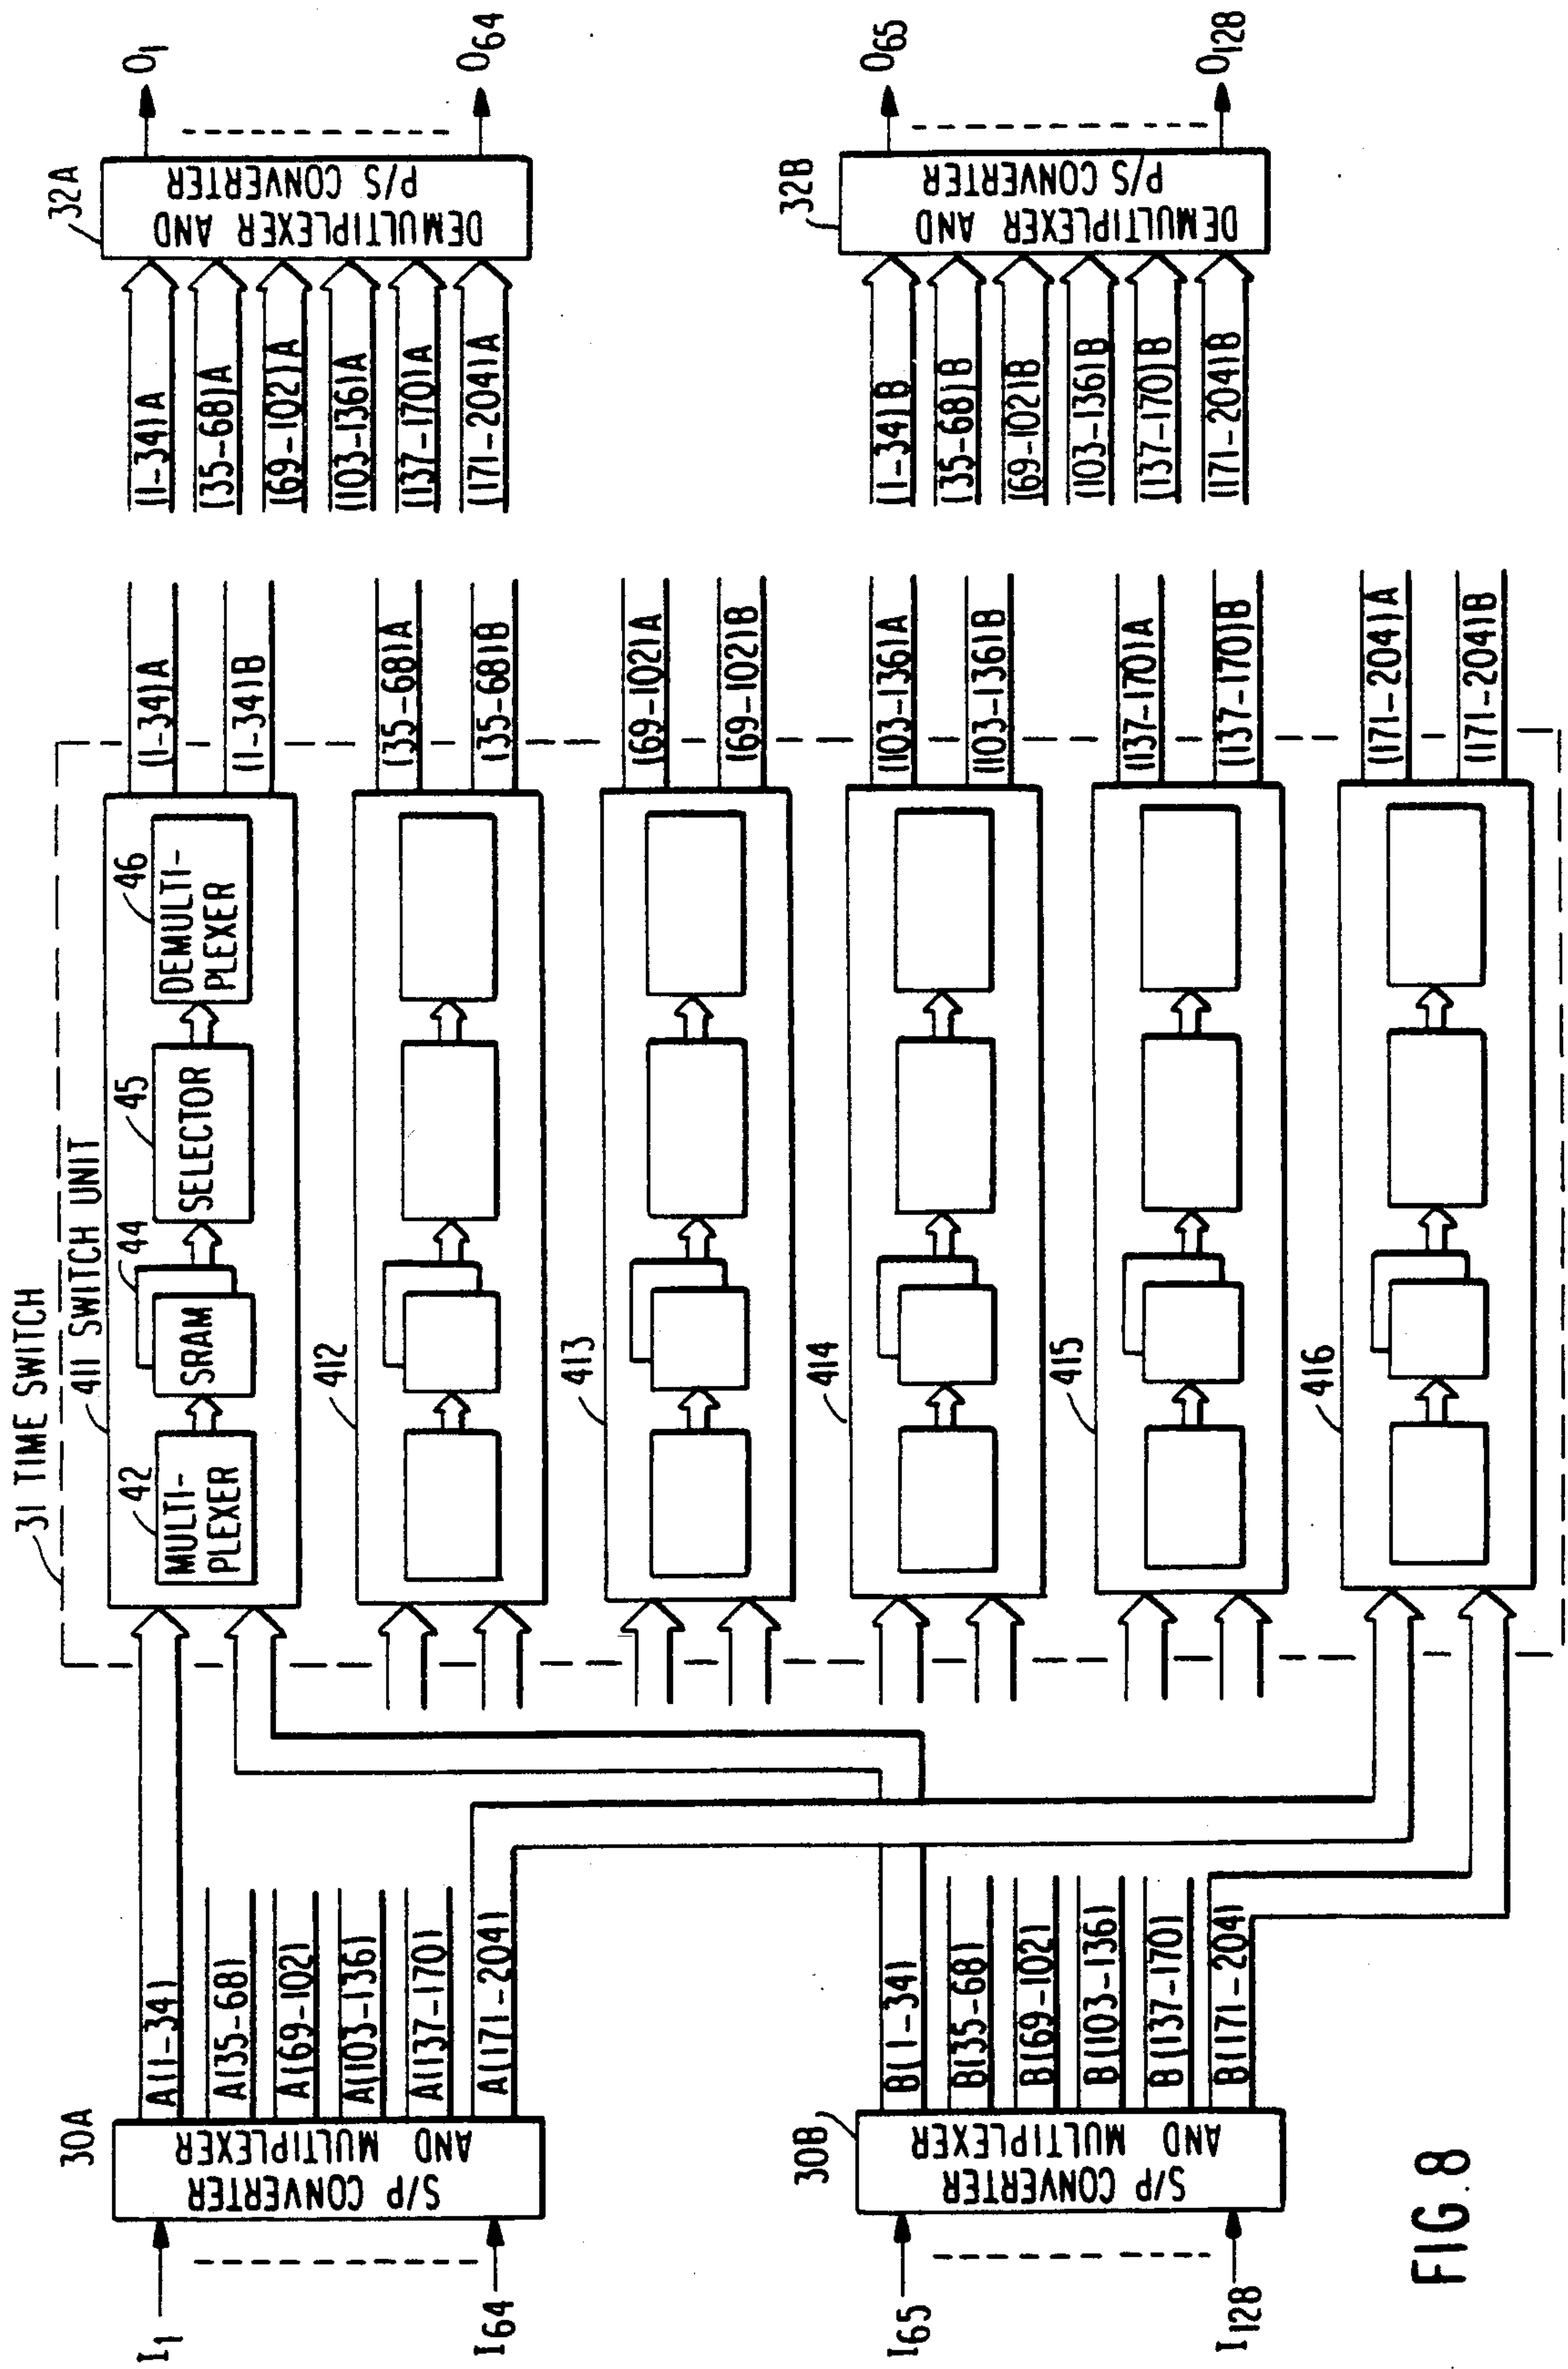 31 TIME SWITCH
411 SWITCH UNIT
30A
S/P CONVERTER
AND MULTIPLEXER
I1
I64
A(1-34)
A(35-68)
A(69-102)
A(103-136)
A(137-170)
A(171-204)
30B
S/P CONVERTER
AND MULTIPLEXER
I65
I128
B(1-34)
B(35-68)
B(69-102)
B(103-136)
B(137-170)
B(171-204)
42
MULTI-
PLEXER
44
SRAM
45
SELECTOR
46
DEMULTI-
PLEXER
412
413
414
415
416
(1-34)A
(1-34)B
(35-68)A
(35-68)B
(69-102)A
(69-102)B
(103-136)A
(103-136)B
(137-170)A
(137-170)B
(171-204)A
(171-204)B
32A
(1-34)A
(35-68)A
(69-102)A
(103-136)A
(137-170)A
(171-204)A
DEMULTIPLEXER AND
P/S CONVERTER
O1
O64
32B
(1-34)B
(35-68)B
(69-102)B
(103-136)B
(137-170)B
(171-204)B
DEMULTIPLEXER AND
P/S CONVERTER
O65
O128
FIG.8